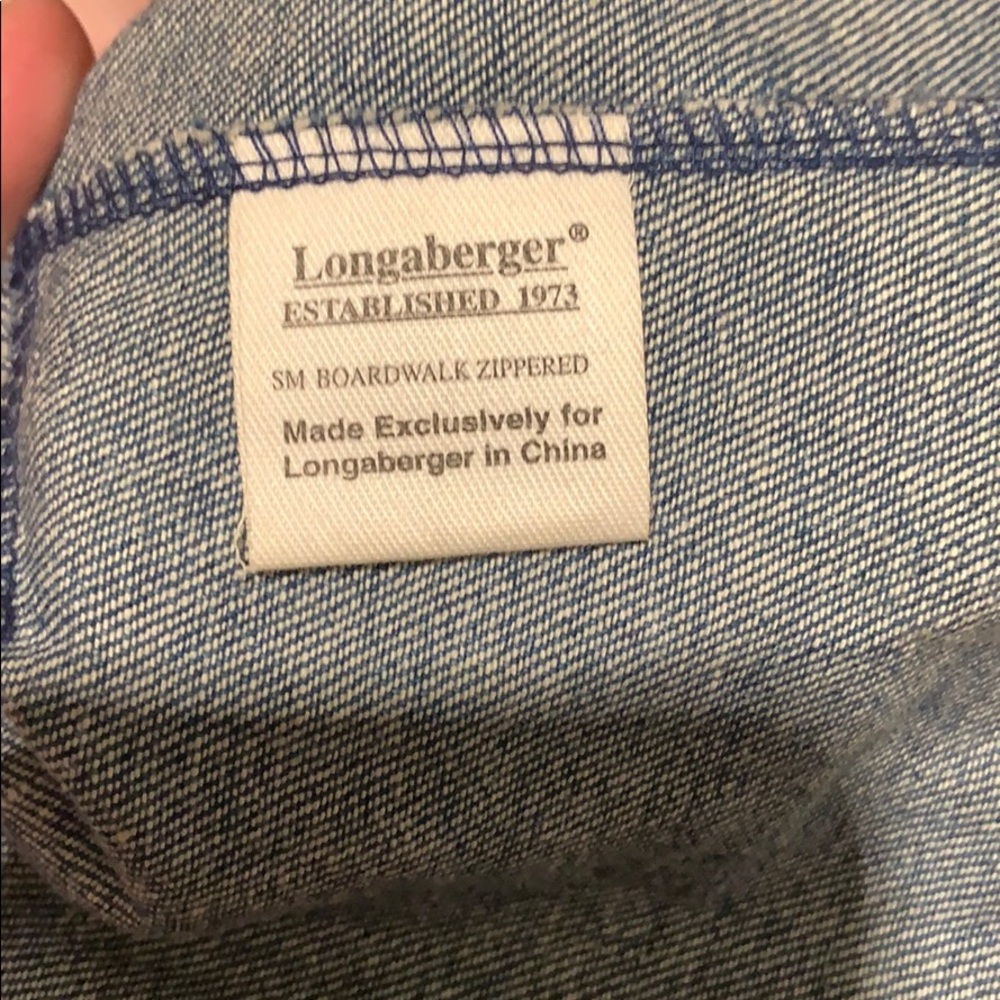 Longaberger®
ESTABLISHED 1973
SM BOARDWALK ZIPPERED
Made Exclusively for
Longaberger in China